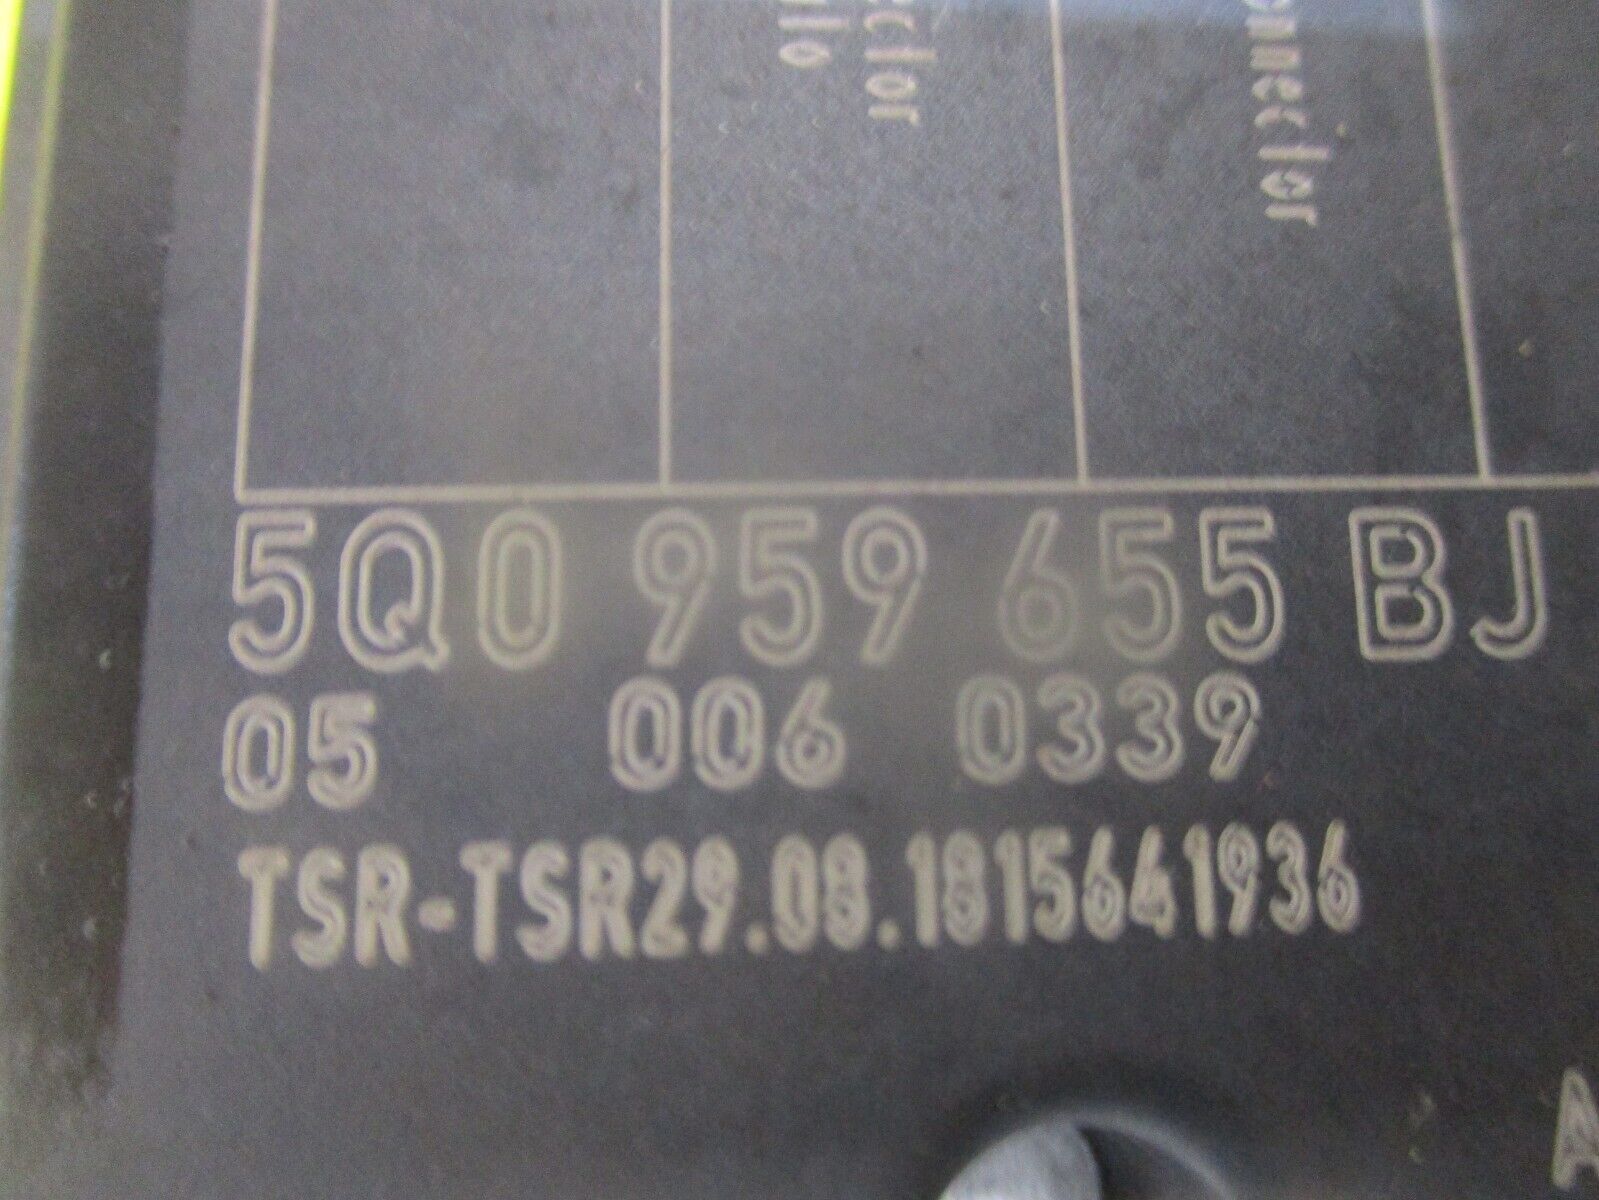 5Q0 959 655 BJ
05 006 0339
TSR-TSR29.08.1815641936